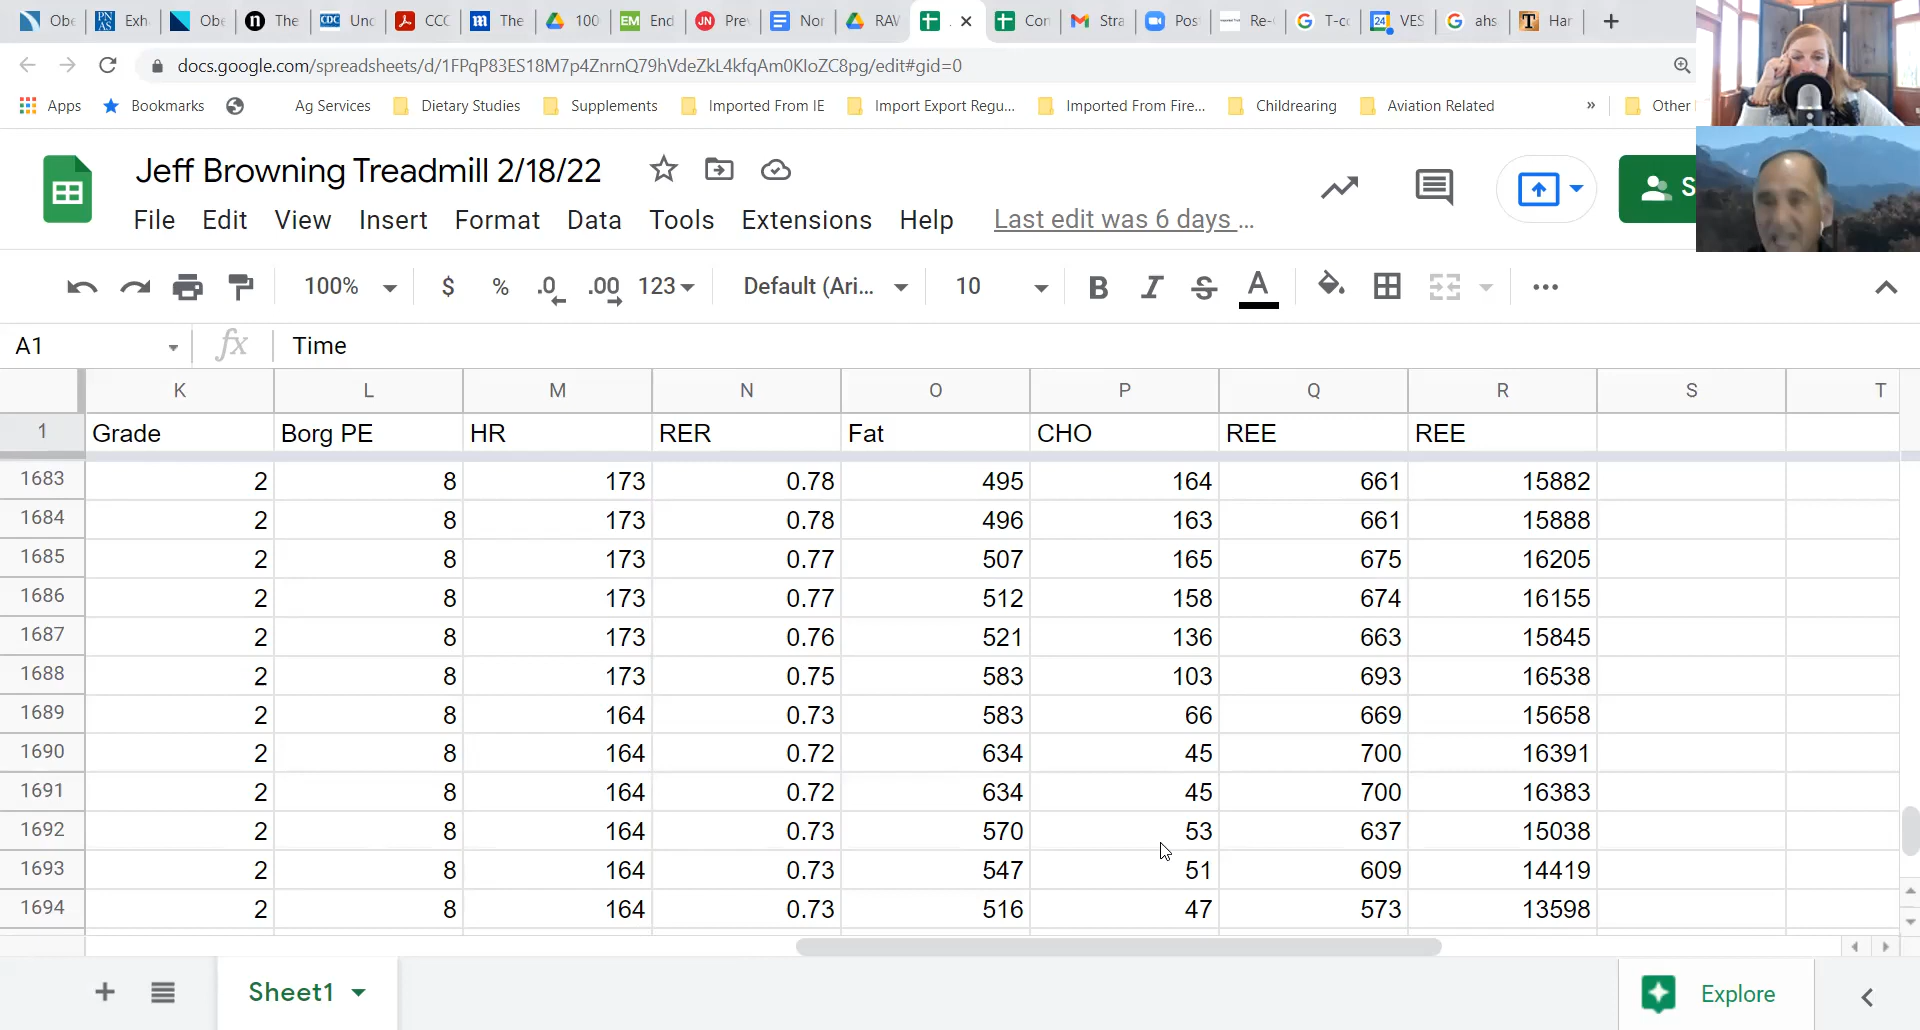 Obe Exh Obe The CDC Unc CCC The 100 EM End JN Prev Nor RAV . Con Stra Pos Re- T-cc 24 VES ahs T Har
docs.google.com/spreadsheets/d/1FPqP83ES18M7p4ZnrnQ79hVdeZkL4kfqAm0KIoZC8pg/edit#gid=0
Apps Bookmarks Ag Services Dietary Studies Supplements Imported From IE Import Export Regu... Imported From Fire... Childrearing Aviation Related » Other
Jeff Browning Treadmill 2/18/22
S
File Edit View Insert Format Data Tools Extensions Help Last edit was 6 days ...
100% $ % .0 .00 123 Default (Ari... 10 B I S A
A1 fx Time
K L M N O P Q R S T
1 Grade Borg PE HR RER Fat CHO REE REE
1683 2 8 173 0.78 495 164 661 15882
1684 2 8 173 0.78 496 163 661 15888
1685 2 8 173 0.77 507 165 675 16205
1686 2 8 173 0.77 512 158 674 16155
1687 2 8 173 0.76 521 136 663 15845
1688 2 8 173 0.75 583 103 693 16538
1689 2 8 164 0.73 583 66 669 15658
1690 2 8 164 0.72 634 45 700 16391
1691 2 8 164 0.72 634 45 700 16383
1692 2 8 164 0.73 570 53 637 15038
1693 2 8 164 0.73 547 51 609 14419
1694 2 8 164 0.73 516 47 573 13598
Sheet1 Explore